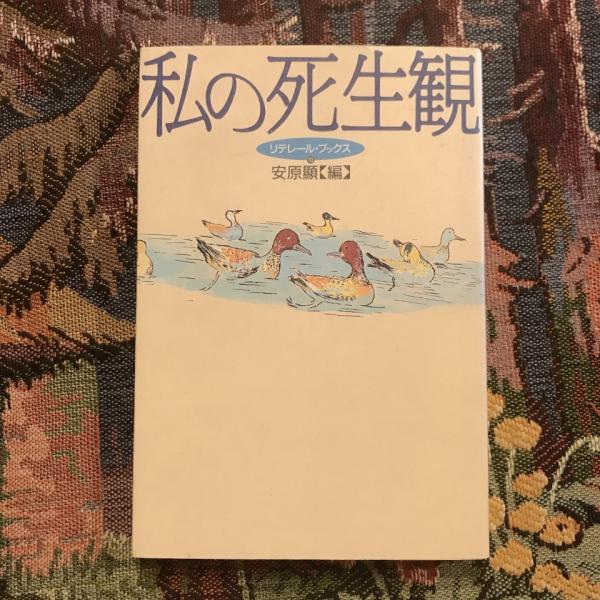 私の死生観
リテレール・ブックス
安原顯【編】